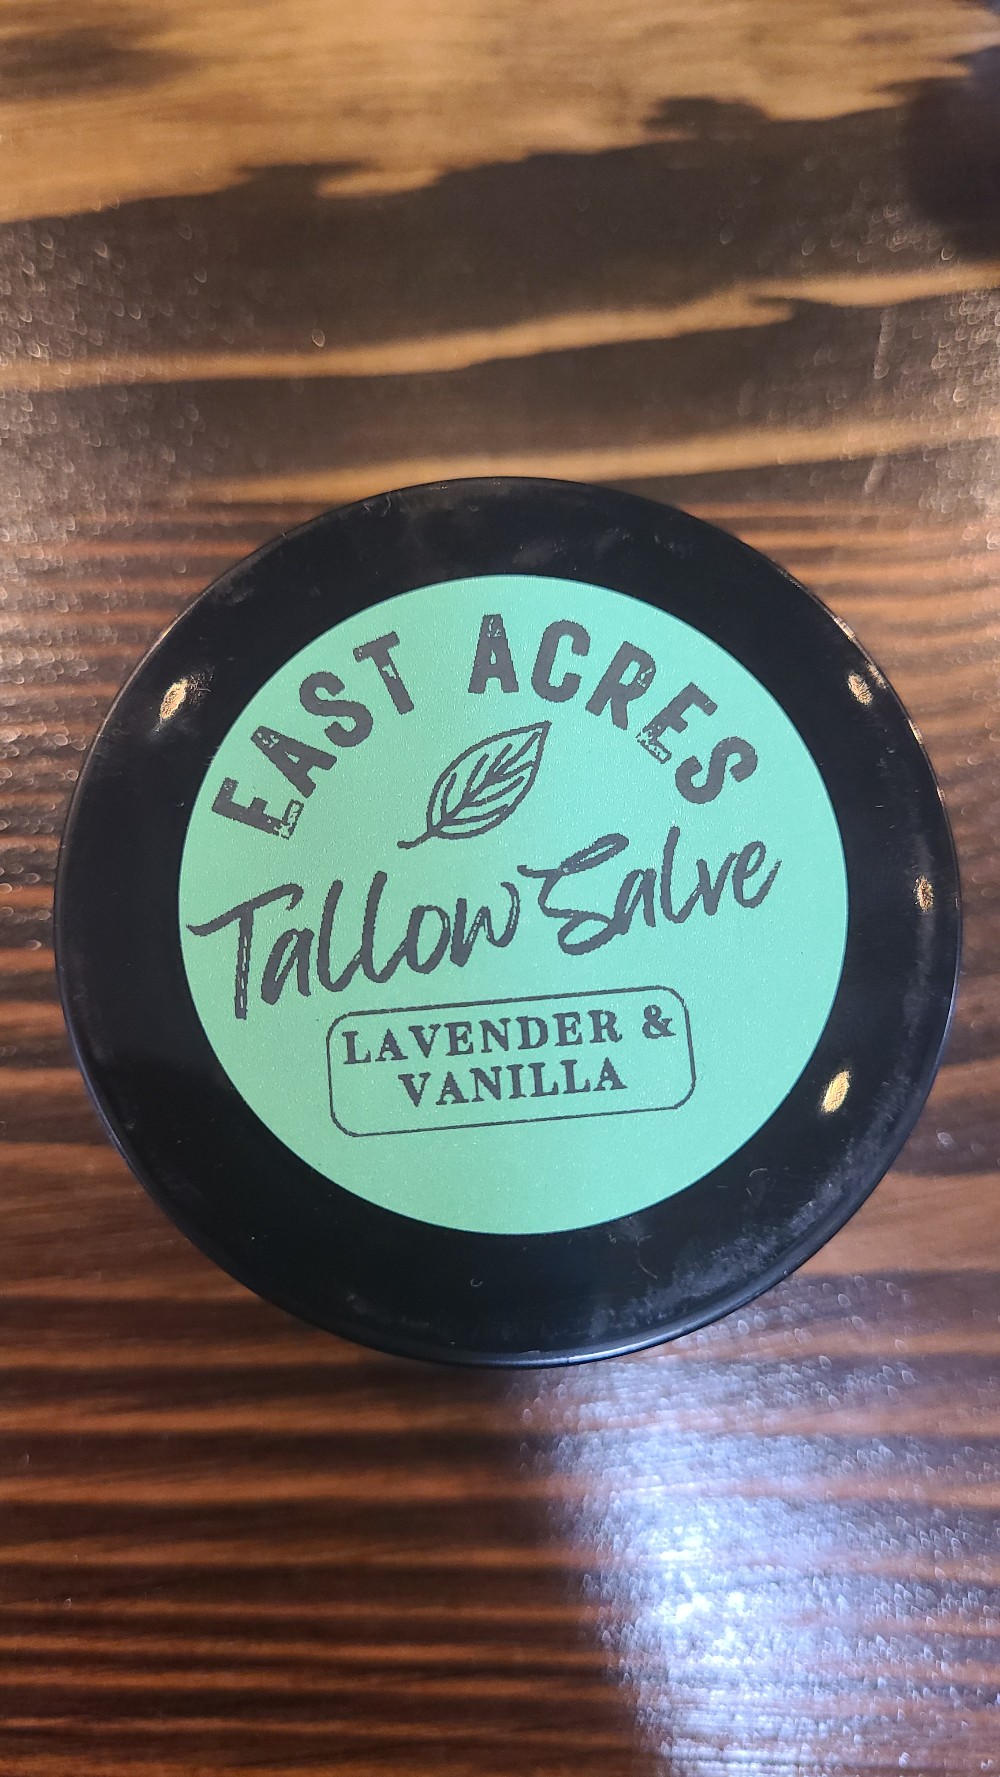 EAST ACRES
Tallow Salve
LAVENDER &
VANILLA